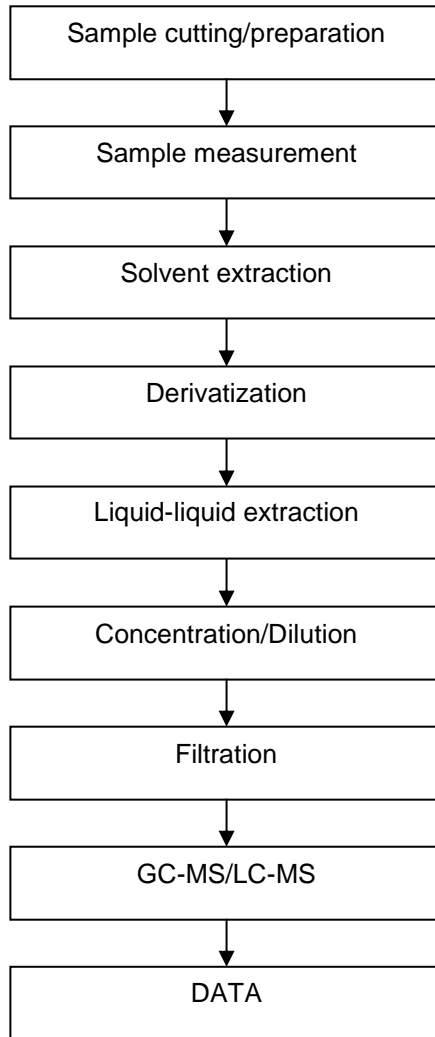 Sample cutting/preparation
Sample measurement
Solvent extraction
Derivatization
Liquid-liquid extraction
Concentration/Dilution
Filtration
GC-MS/LC-MS
DATA